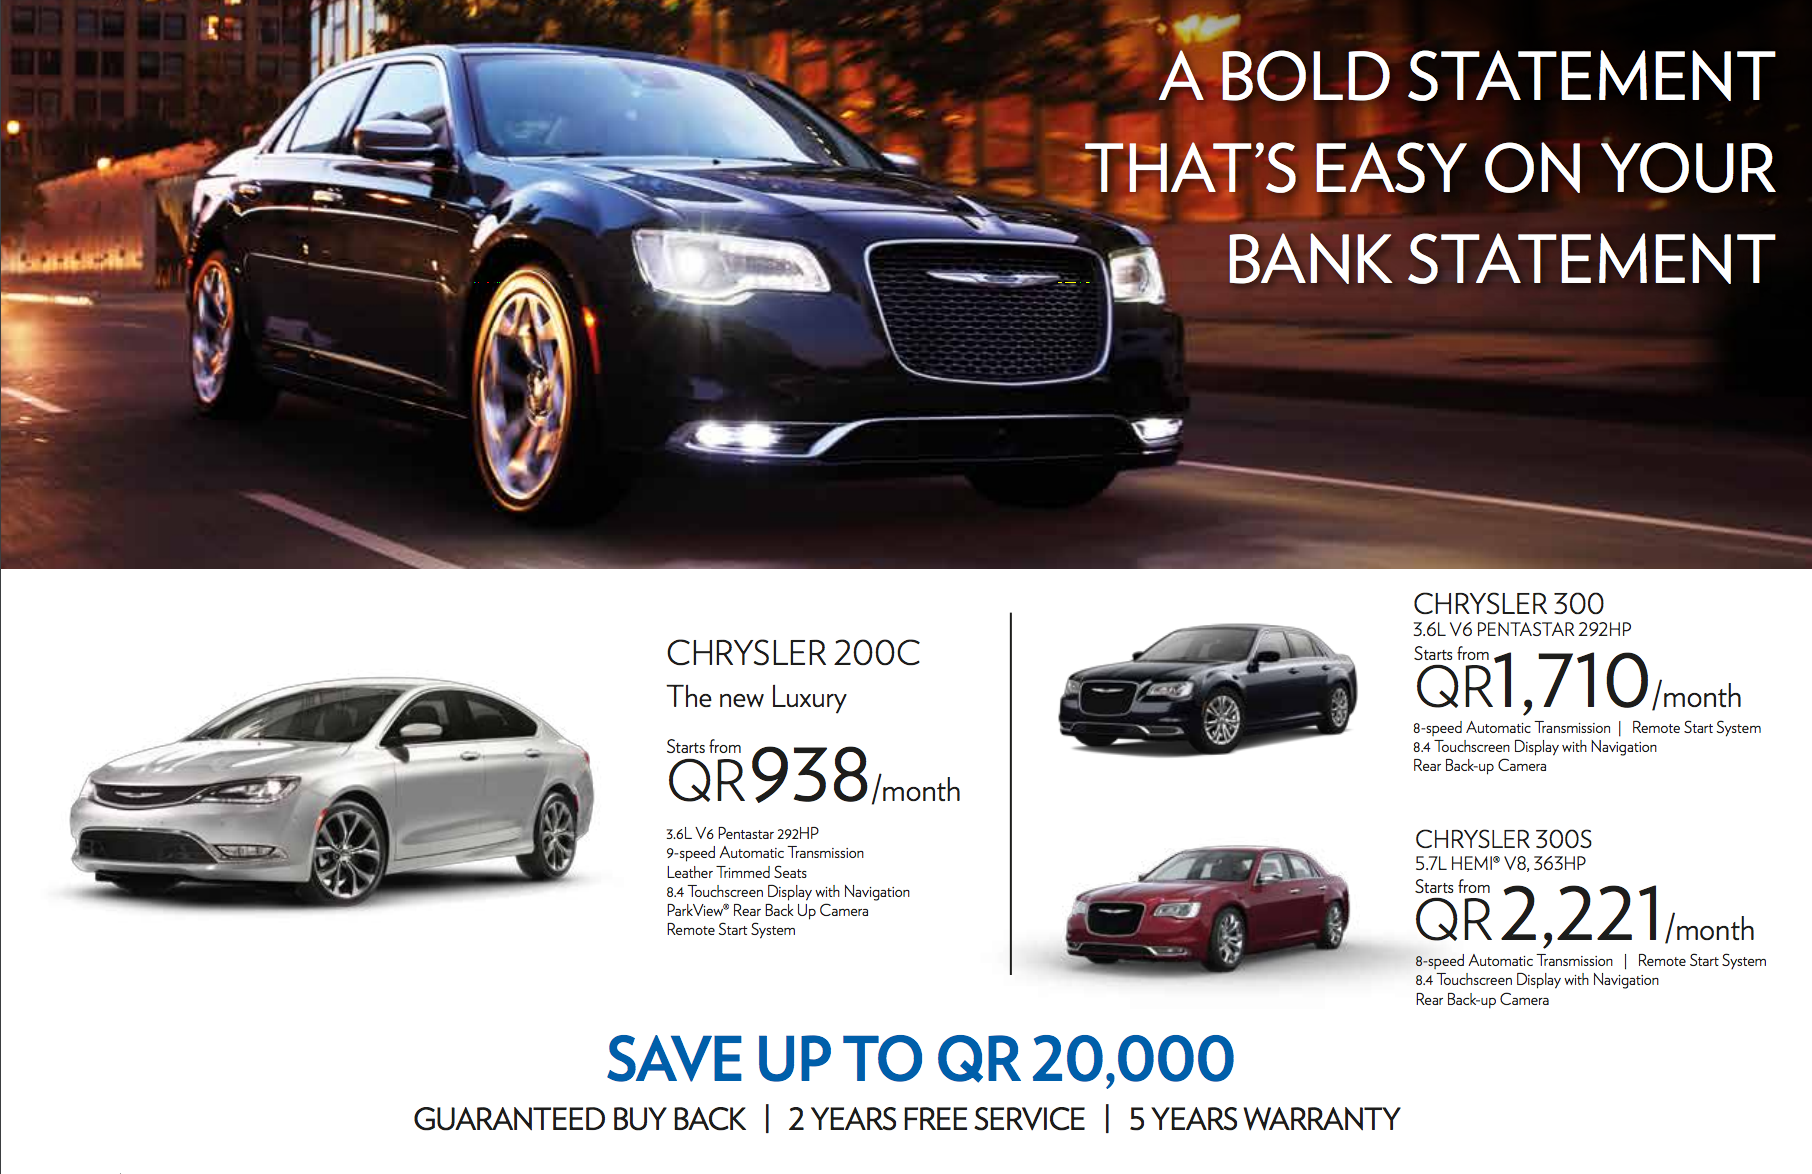 A BOLD STATEMENT
THAT'S EASY ON YOUR
BANK STATEMENT
CHRYSLER 200C
The new Luxury
Starts from
QR 938/month
3.6L V6 Pentastar 292HP
9-speed Automatic Transmission
Leather Trimmed Seats
8.4 Touchscreen Display with Navigation
ParkView® Rear Back Up Camera
Remote Start System
CHRYSLER 300
3.6L V6 PENTASTAR 292HP
Starts from
QR1,710/month
8-speed Automatic Transmission | Remote Start System
8.4 Touchscreen Display with Navigation
Rear Back-up Camera
CHRYSLER 300S
5.7L HEMI® V8, 363HP
Starts from
QR 2,221/month
8-speed Automatic Transmission | Remote Start System
8.4 Touchscreen Display with Navigation
Rear Back-up Camera
SAVE UP TO QR 20,000
GUARANTEED BUY BACK | 2 YEARS FREE SERVICE | 5 YEARS WARRANTY